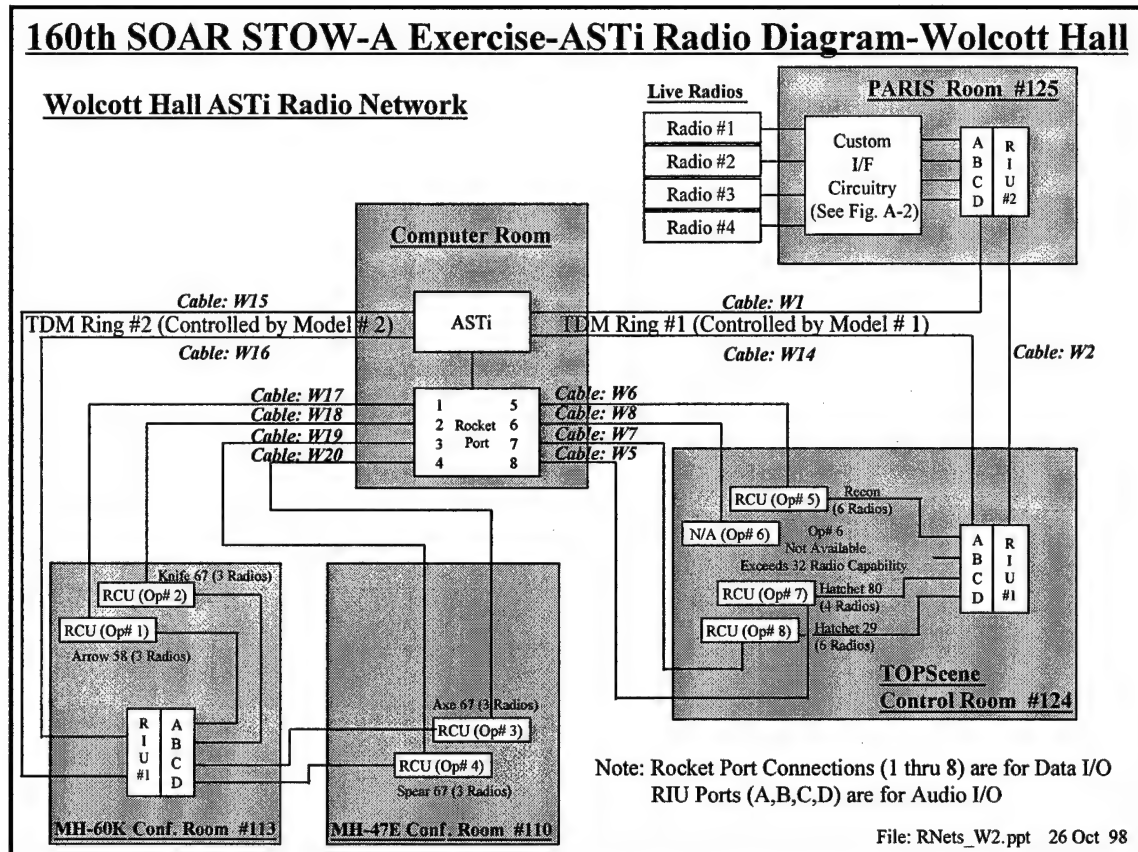 160th SOAR STOW-A Exercise-ASTi Radio Diagram-Wolcott Hall
Wolcott Hall ASTi Radio Network
Live Radios
Radio #1
Radio #2
Radio #3
Radio #4
PARIS Room #125
Custom
I/F
Circuitry
(See Fig. A-2)
A
B
C
D
R
I
U
#2
Computer Room
ASTi
Cable: W15
TDM Ring #2 (Controlled by Model # 2)
Cable: W16
Cable: W1
TDM Ring #1 (Controlled by Model # 1)
Cable: W14
Cable: W2
Cable: W17
Cable: W18
Cable: W19
Cable: W20
1
2
3
4
Rocket
Port
5
6
7
8
Cable: W6
Cable: W8
Cable: W7
Cable: W5
RCU (Op# 5)
Recon
(6 Radios)
N/A (Op# 6)
Op# 6
Not Available
Exceeds 32 Radio Capability
RCU (Op# 7)
Hatchet 80
(4 Radios)
RCU (Op# 8)
Hatchet 29
(6 Radios)
A
B
C
D
R
I
U
#1
TOPScene
Control Room #124
Knife 67 (3 Radios)
RCU (Op# 2)
RCU (Op# 1)
Arrow 58 (3 Radios)
R
I
U
#1
A
B
C
D
MH-60K Conf. Room #113
Axe 67 (3 Radios)
RCU (Op# 3)
RCU (Op# 4)
Spear 67 (3 Radios)
MH-47E Conf. Room #110
Note: Rocket Port Connections (1 thru 8) are for Data I/O
RIU Ports (A,B,C,D) are for Audio I/O
File: RNets_W2.ppt 26 Oct 98